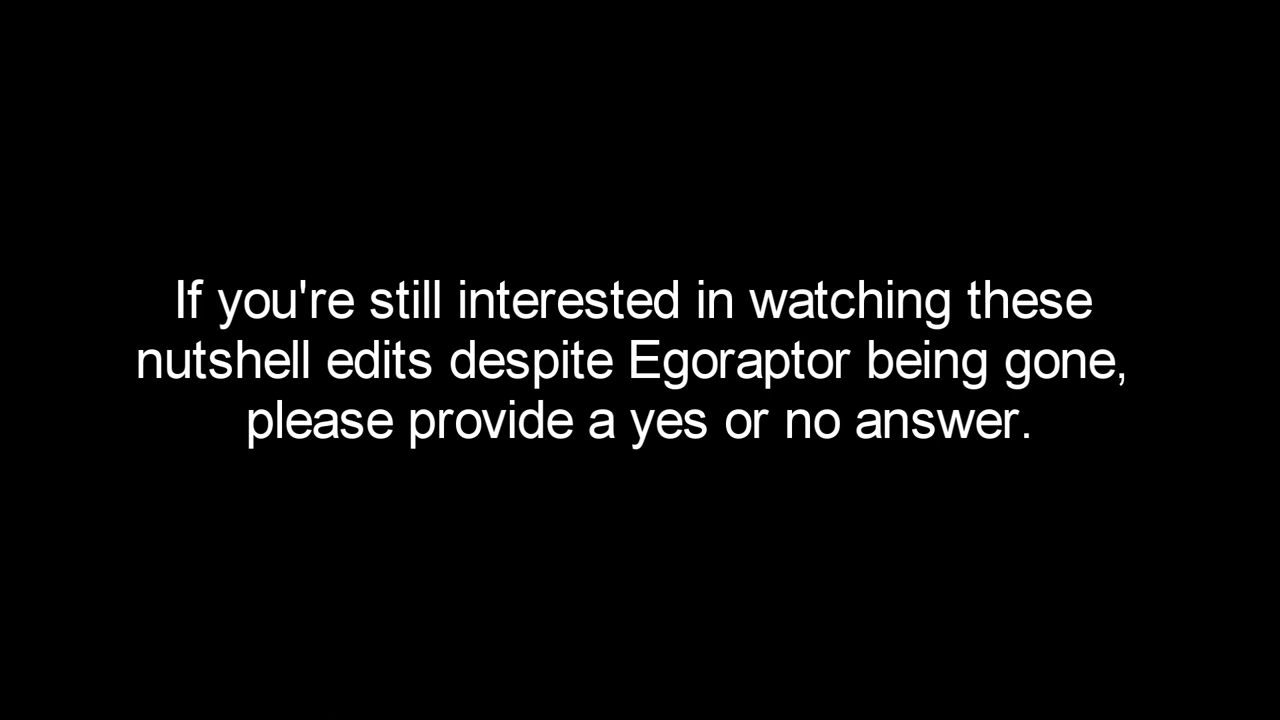 If you're still interested in watching these
nutshell edits despite Egoraptor being gone,
please provide a yes or no answer.